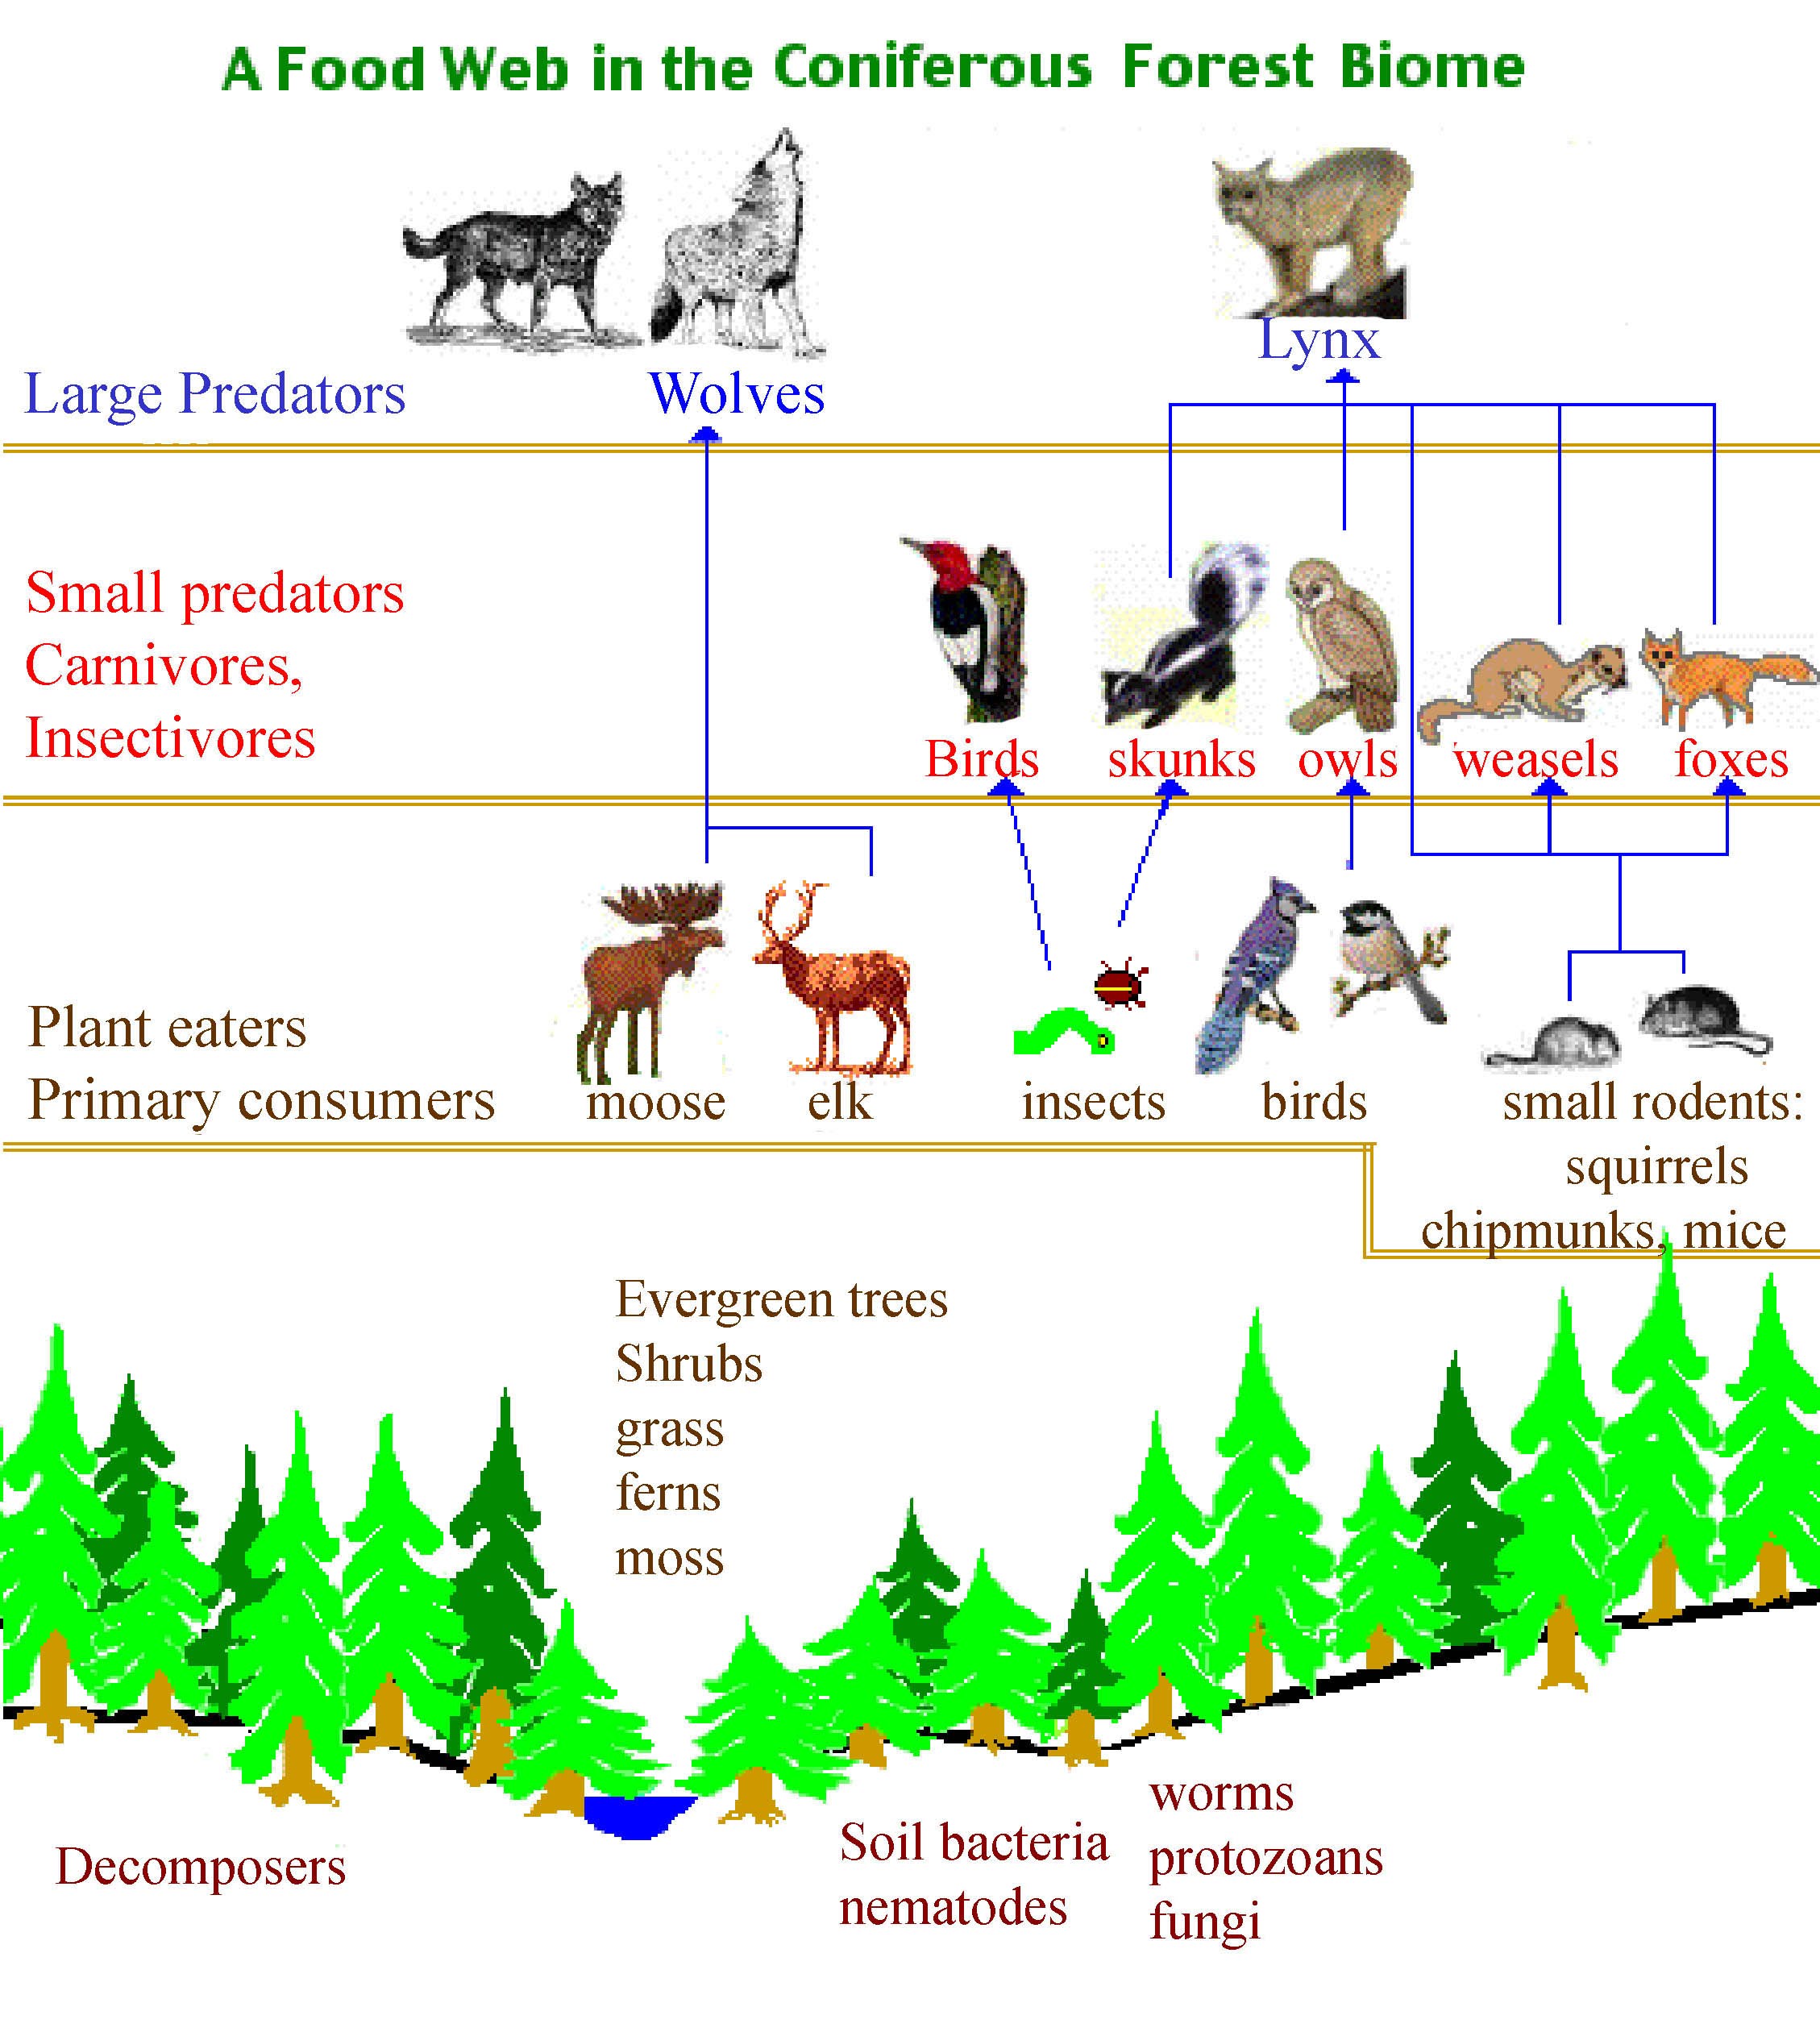 A Food Web in the Coniferous Forest Biome
Lynx
Large Predators
Wolves
Small predators
Carnivores,
Insectivores
Birds
skunks
owls
weasels
foxes
Plant eaters
Primary consumers
moose
elk
insects
birds
small rodents:
squirrels
chipmunks, mice
Evergreen trees
Shrubs
grass
ferns
moss
Decomposers
Soil bacteria
nematodes
worms
protozoans
fungi